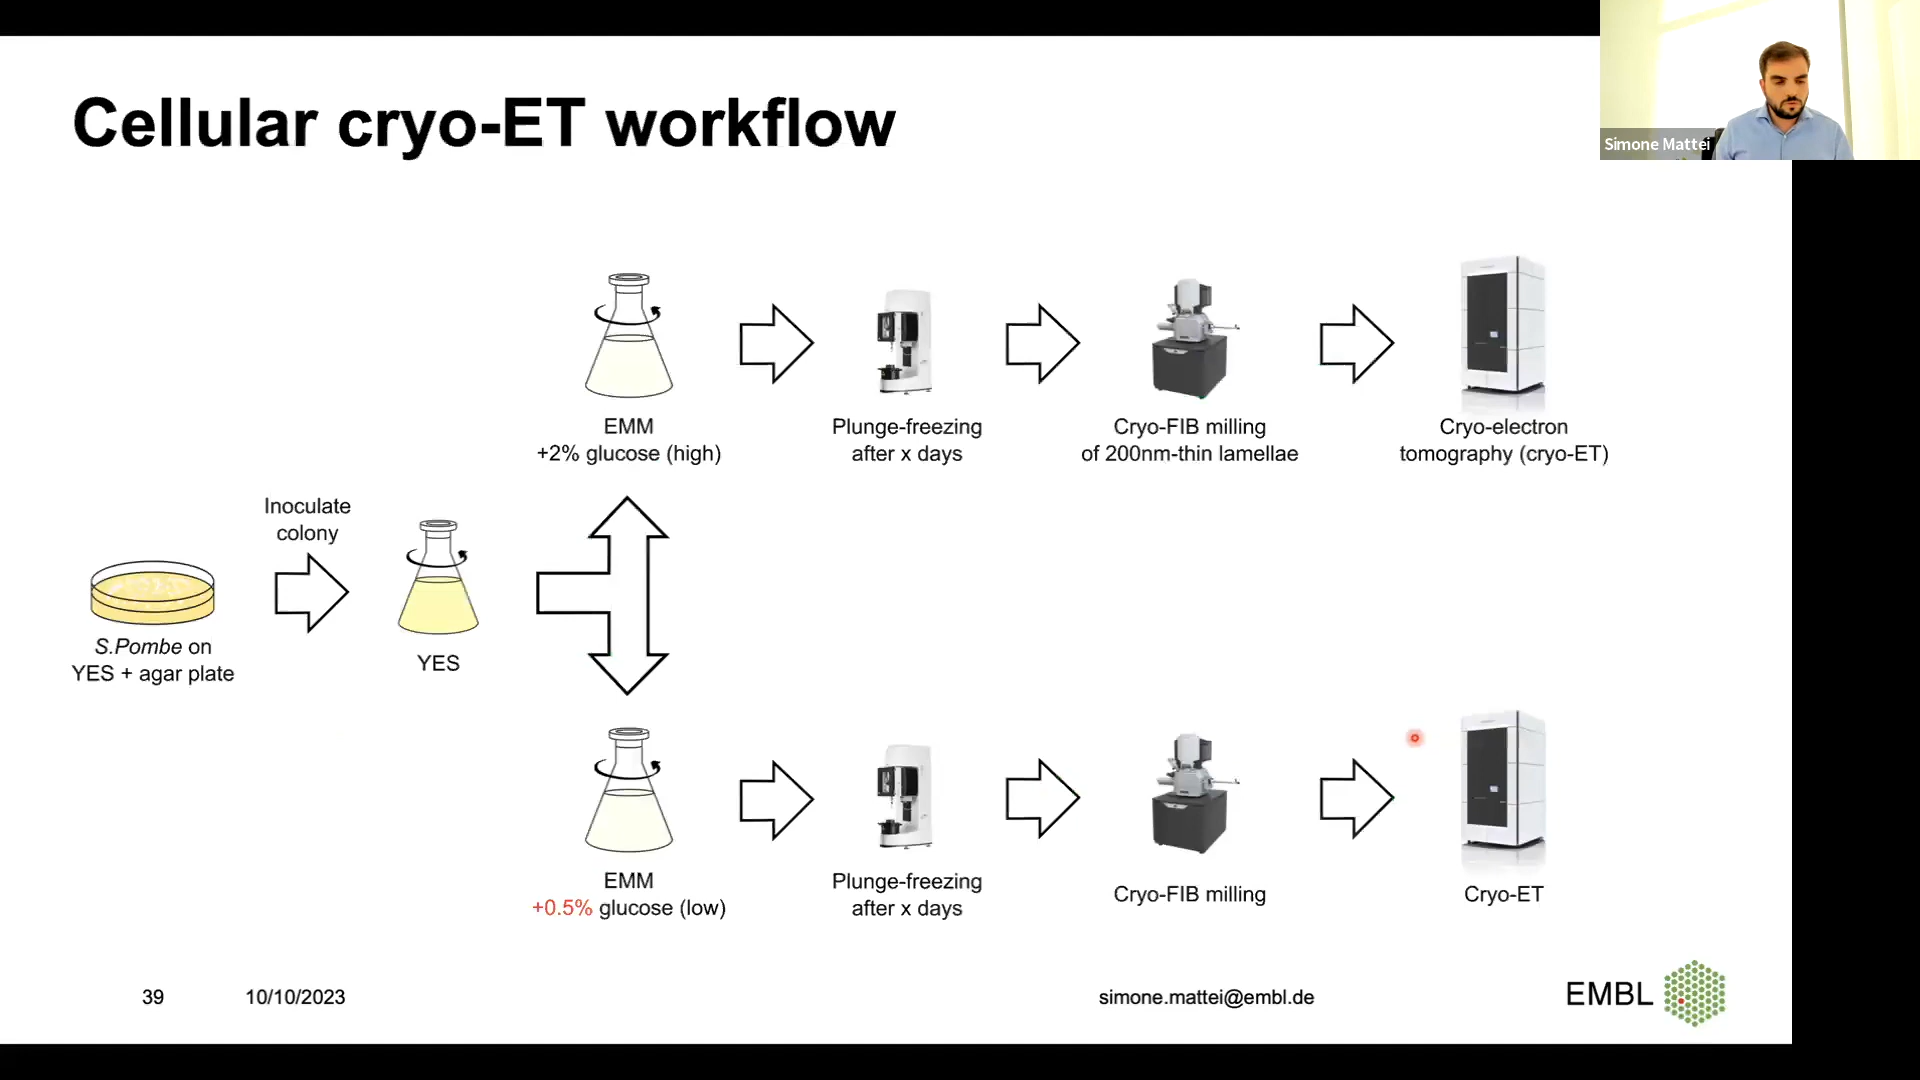 Simone Mattei
Cellular cryo-ET workflow
EMM
+2% glucose (high)
Plunge-freezing
after x days
Cryo-FIB milling
of 200nm-thin lamellae
Cryo-electron
tomography (cryo-ET)
Inoculate
colony
S.Pombe on
YES + agar plate
YES
EMM
+0.5% glucose (low)
Plunge-freezing
after x days
Cryo-FIB milling
Cryo-ET
39
10/10/2023
simone.mattei@embl.de
EMBL